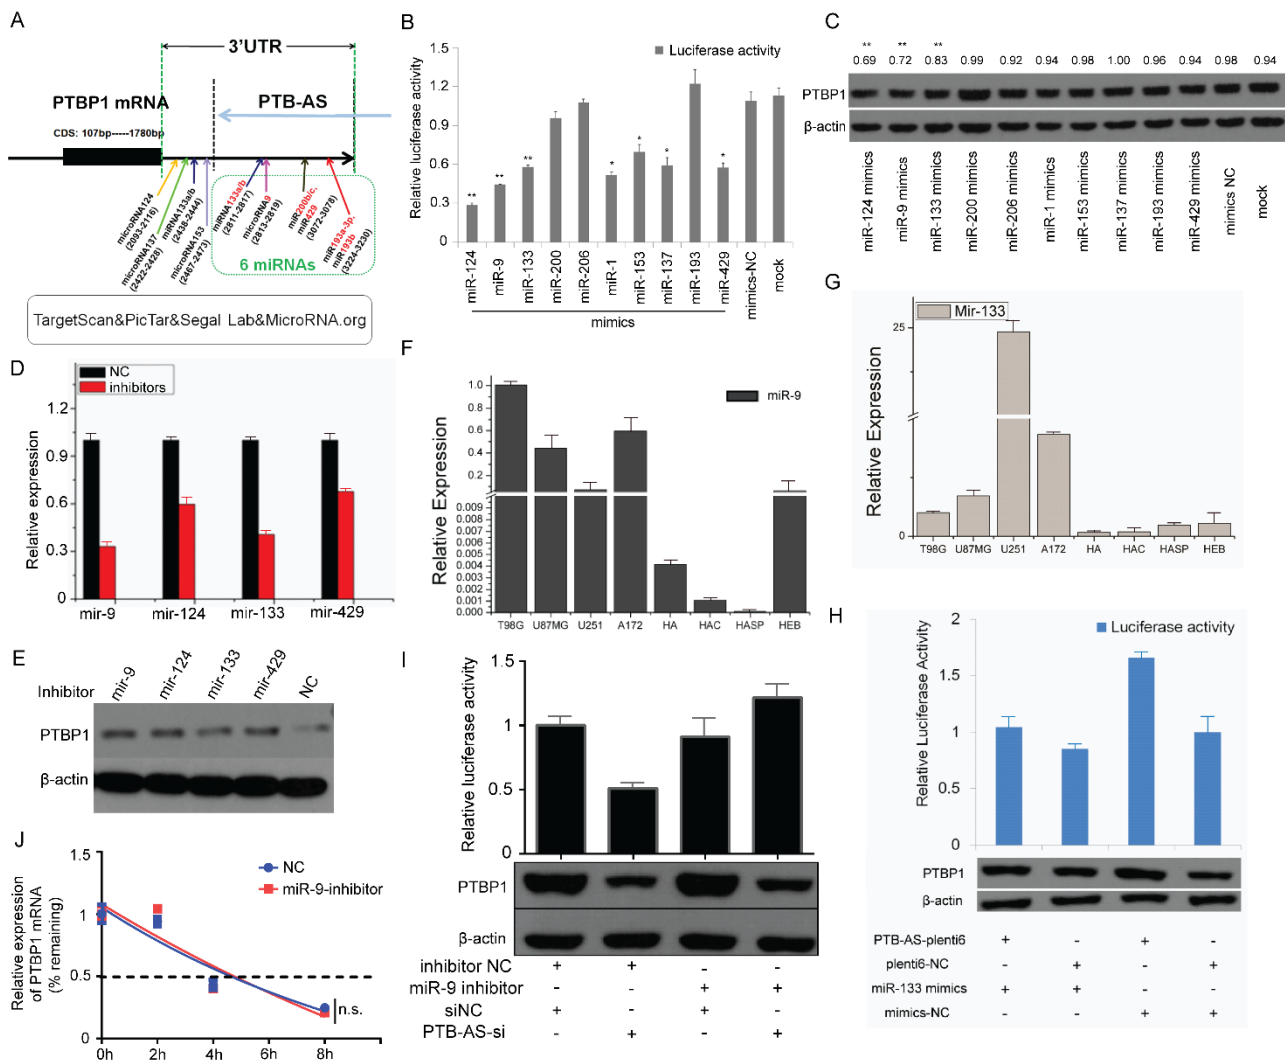 A
3'UTR
PTBP1 mRNA
PTB-AS
CDS: 107bp-----1780bp
microRNA124
(2093-2116)
microRNA137
(2422-2428)
miRNA133a/b
(2438-2444)
microRNA153
(2467-2473)
miRNA133a/b
(2811-2817)
microRNA9
(2813-2819)
miR200b/c,
miR429
(3072-3078)
miR193a-3p,
miR193b
(3224-3230)
6 miRNAs
TargetScan&PicTar&Segal Lab&MicroRNA.org
B
Luciferase activity
Relative luciferase activity
1.5
1.2
0.9
0.6
0.3
0
** ** ** * * * *
miR-124
miR-9
miR-133
miR-200
miR-206
miR-1
miR-153
miR-137
miR-193
miR-429
mimics-NC
mock
mimics
C
** ** **
0.69 0.72 0.83 0.99 0.92 0.94 0.98 1.00 0.96 0.94 0.98 0.94
PTBP1
β-actin
miR-124 mimics
miR-9 mimics
miR-133 mimics
miR-200 mimics
miR-206 mimics
miR-1 mimics
miR-153 mimics
miR-137 mimics
miR-193 mimics
miR-429 mimics
mimics NC
mock
D
NC
inhibitors
Relative expression
1.2
0.9
0.6
0.3
0
mir-9 mir-124 mir-133 mir-429
E
Inhibitor
mir-9
mir-124
mir-133
mir-429
NC
PTBP1
β-actin
F
miR-9
Relative Expression
1.0
0.8
0.6
0.4
0.2
0.009
0.008
0.007
0.006
0.005
0.004
0.003
0.002
0.001
0.000
T98G U87MG U251 A172 HA HAC HASP HEB
G
Mir-133
Relative Expression
25
0
T98G U87MG U251 A172 HA HAC HASP HEB
H
Luciferase activity
Relative Luciferase Activity
2
1.5
1
0.5
0
PTBP1
β-actin
PTB-AS-plenti6 + - + -
plenti6-NC - + - +
miR-133 mimics + + - -
mimics-NC - - + +
I
Relative luciferase activity
1.5
1
0.5
0
PTBP1
β-actin
inhibitor NC + + - -
miR-9 inhibitor - - + +
siNC + - + -
PTB-AS-si - + - +
J
NC
miR-9-inhibitor
Relative expression
of PTBP1 mRNA
(% remaining)
1.5
1
0.5
0
n.s.
0h 2h 4h 6h 8h